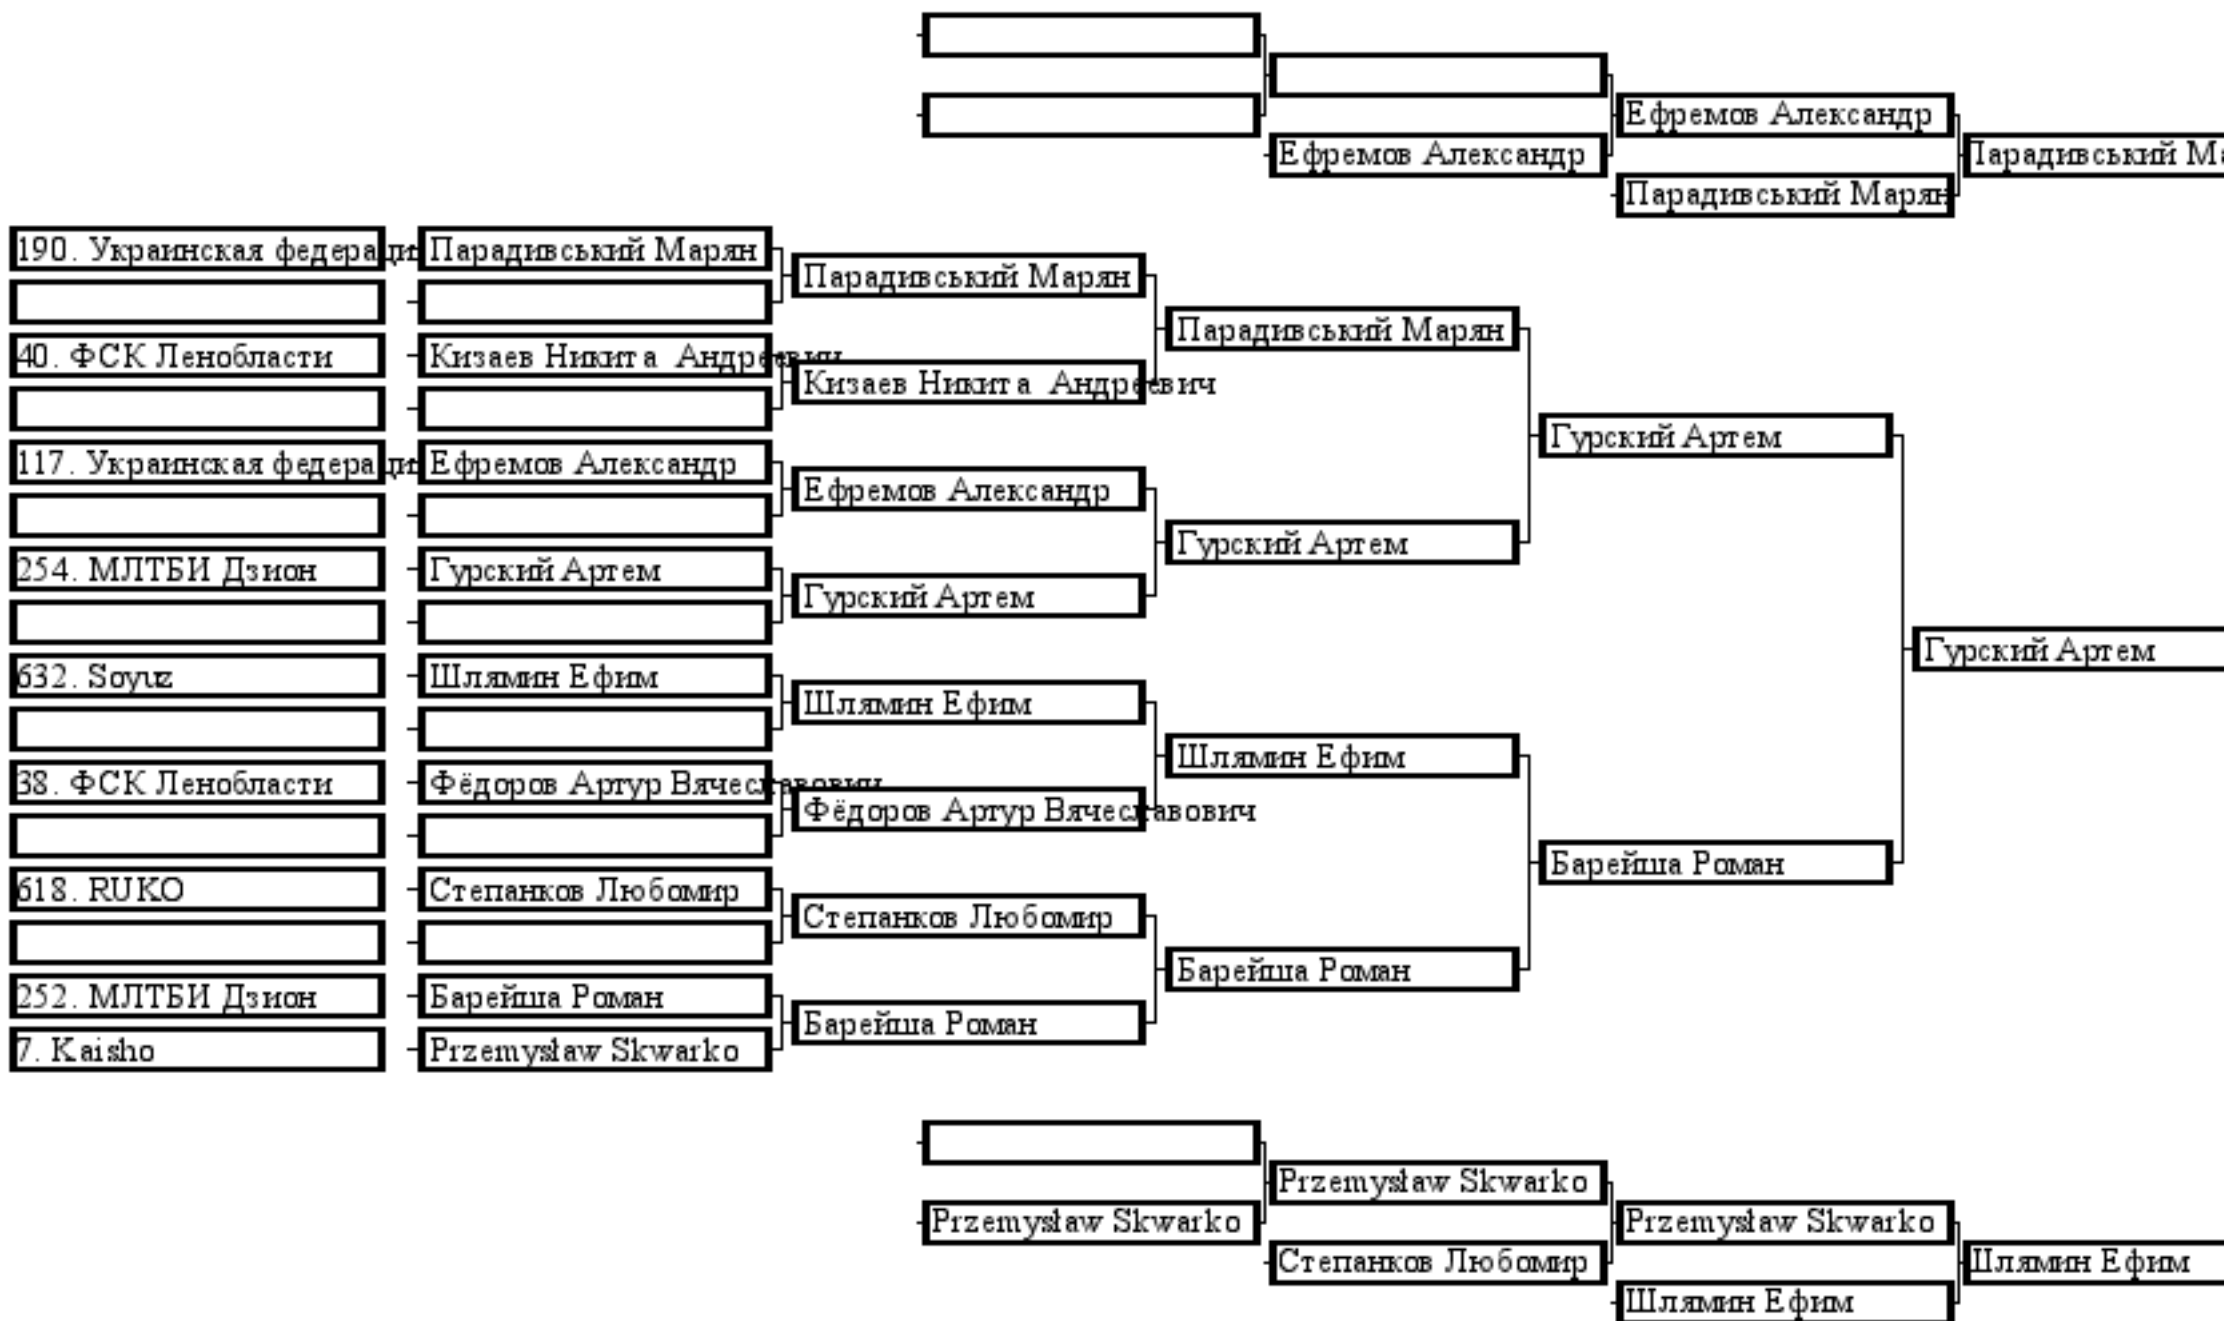 Ефремов Александр
Ефремов Александр
Парадивський Ма
Парадивський Марян
190. Украинская федераци
Парадивський Марян
Парадивський Марян
Парадивський Марян
40. ФСК Ленобласти
Кизаев Никита Андреевич
Кизаев Никита Андреевич
Гурский Артем
117. Украинская федераци
Ефремов Александр
Ефремов Александр
Гурский Артем
254. МЛТБИ Дзион
Гурский Артем
Гурский Артем
Гурский Артем
632. Soyuz
Шлямин Ефим
Шлямин Ефим
Шлямин Ефим
38. ФСК Ленобласти
Фёдоров Артур Вячеславович
Фёдоров Артур Вячеславович
Барейша Роман
618. RUKO
Степанков Любомир
Степанков Любомир
Барейша Роман
252. МЛТБИ Дзион
Барейша Роман
Барейша Роман
7. Kaisho
Przemysław Skwarko
Przemysław Skwarko
Przemysław Skwarko
Przemysław Skwarko
Степанков Любомир
Шлямин Ефим
Шлямин Ефим